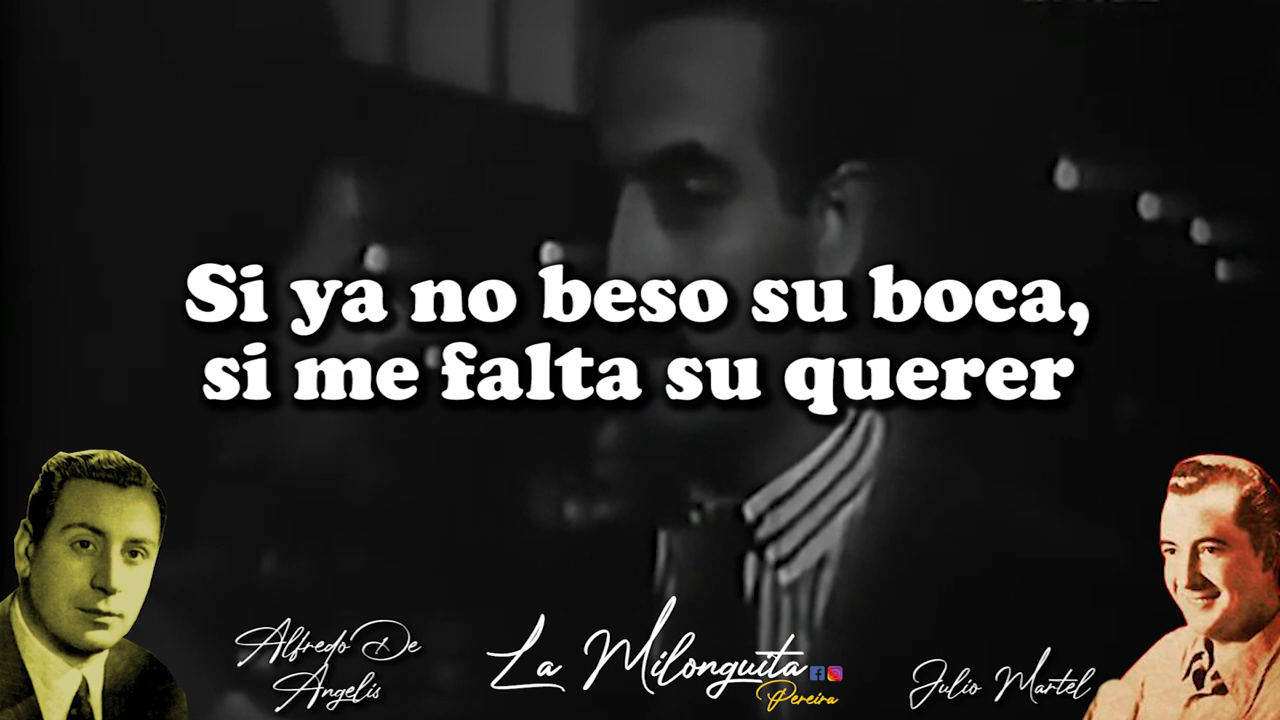 Si ya no beso su boca,
si me falta su querer
Alfredo De
Angelis
La Milonguita
Pereira
Julio Martel